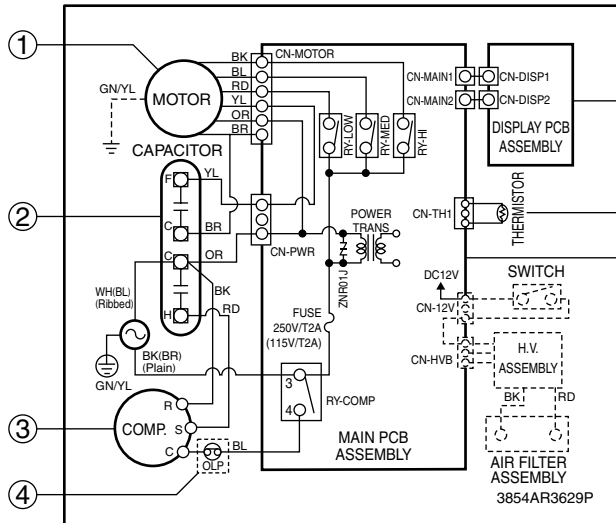 1
BK
BL
RD
YL
OR
BR
CN-MOTOR
GN/YL
MOTOR
CN-MAIN1
CN-DISP1
CN-MAIN2
CN-DISP2
DISPLAY PCB
ASSEMBLY
RY-LOW
RY-MED
RY-HI
CAPACITOR
2
F
YL
C
BR
C
OR
H
BK
RD
CN-PWR
POWER
TRANS
ZNR01J
CN-TH1
THERMISTOR
WH(BL)
(Ribbed)
BK(BR)
(Plain)
GN/YL
FUSE
250V/T2A
(115V/T2A)
DC12V
SWITCH
CN-12V
CN-HVB
H.V.
ASSEMBLY
BK
RD
3
4
RY-COMP
3
COMP.
R
S
C
OLP
BL
4
MAIN PCB
ASSEMBLY
AIR FILTER
ASSEMBLY
3854AR3629P